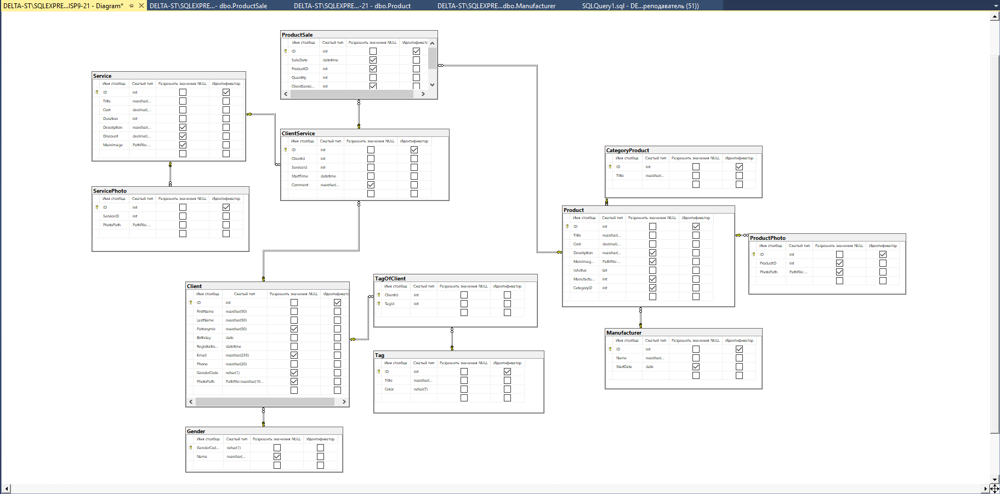 DELTA-ST\SQLEXPRE...ISP9-21 - Diagram*
DELTA-ST\SQLEXPRE... - dbo.ProductSale
DELTA-ST\SQLEXPRE...-21 - dbo.Product
DELTA-ST\SQLEXPRE...dbo.Manufacturer
SQLQuery1.sql - DE...реподаватель (51))
ProductSale
Имя столбца Сжатый тип Разрешить значения NULL Идентификатс
ID int
SaleDate datetime
ProductID int
Quantity int
ClientServic... int
Service
Имя столбца Сжатый тип Разрешить значения NULL Идентификатор
ID int
Title nvarchar(...
Cost decimal(...
Duration int
Description nvarchar(...
Discount decimal(...
MainImage PathFile:...
ClientService
Имя столбца Сжатый тип Разрешить значения NULL Идентификатор
ID int
ClientId int
ServiceId int
StartTime datetime
Comment nvarchar(...
ServicePhoto
Имя столбца Сжатый тип Разрешить значения NULL Идентификатор
ID int
ServiceID int
PhotoPath PathFile:...
CategoryProduct
Имя столбца Сжатый тип Разрешить значения NULL Идентификатор
ID int
Title nvarchar(...
Product
Имя столбца Сжатый тип Разрешить значения NULL Идентификатор
ID int
Title nvarchar(...
Cost decimal(...
Description nvarchar(...
MainImag... PathFile:...
IsActive bit
Manufactu... int
CategoryID int
ProductPhoto
Имя столбца Сжатый тип Разрешить значения NULL Идентификатор
ID int
ProductID int
PhotoPath PathFile:...
Client
Имя столбца Сжатый тип Разрешить значения NULL Идентификатс
ID int
FirstName nvarchar(50)
LastName nvarchar(50)
Patronymic nvarchar(50)
Birthday date
Registratio... datetime
Email nvarchar(255)
Phone nvarchar(20)
GenderCode nchar(1)
PhotoPath PathFile:nvarchar(10...
TagOfClient
Имя столбца Сжатый тип Разрешить значения NULL Идентификатор
ClientId int
TagId int
Tag
Имя столбца Сжатый тип Разрешить значения NULL Идентификатор
ID int
Title nvarchar(...
Color nchar(7)
Manufacturer
Имя столбца Сжатый тип Разрешить значения NULL Идентификатор
ID int
Name nvarchar(...
StartDate date
Gender
Имя столбца Сжатый тип Разрешить значения NULL Идентификатор
GenderCod... nchar(1)
Name nvarchar(...